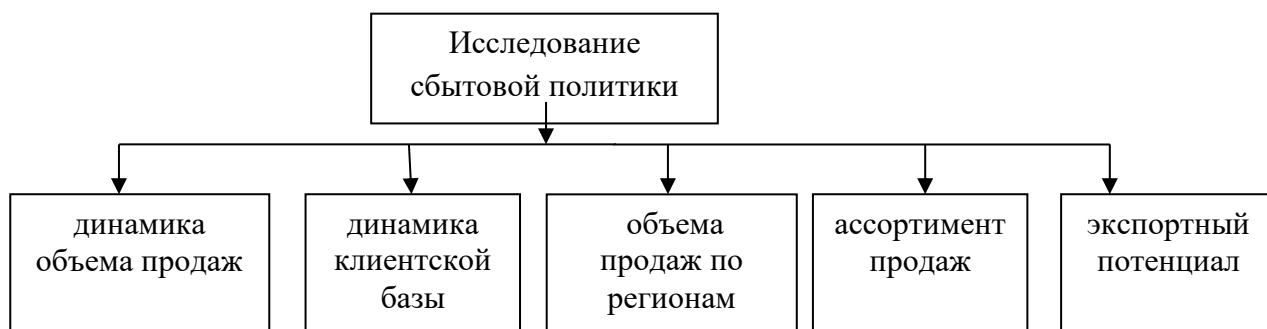 Исследование
сбытовой политики
динамика
объема продаж
динамика
клиентской
базы
объема
продаж по
регионам
ассортимент
продаж
экспортный
потенциал